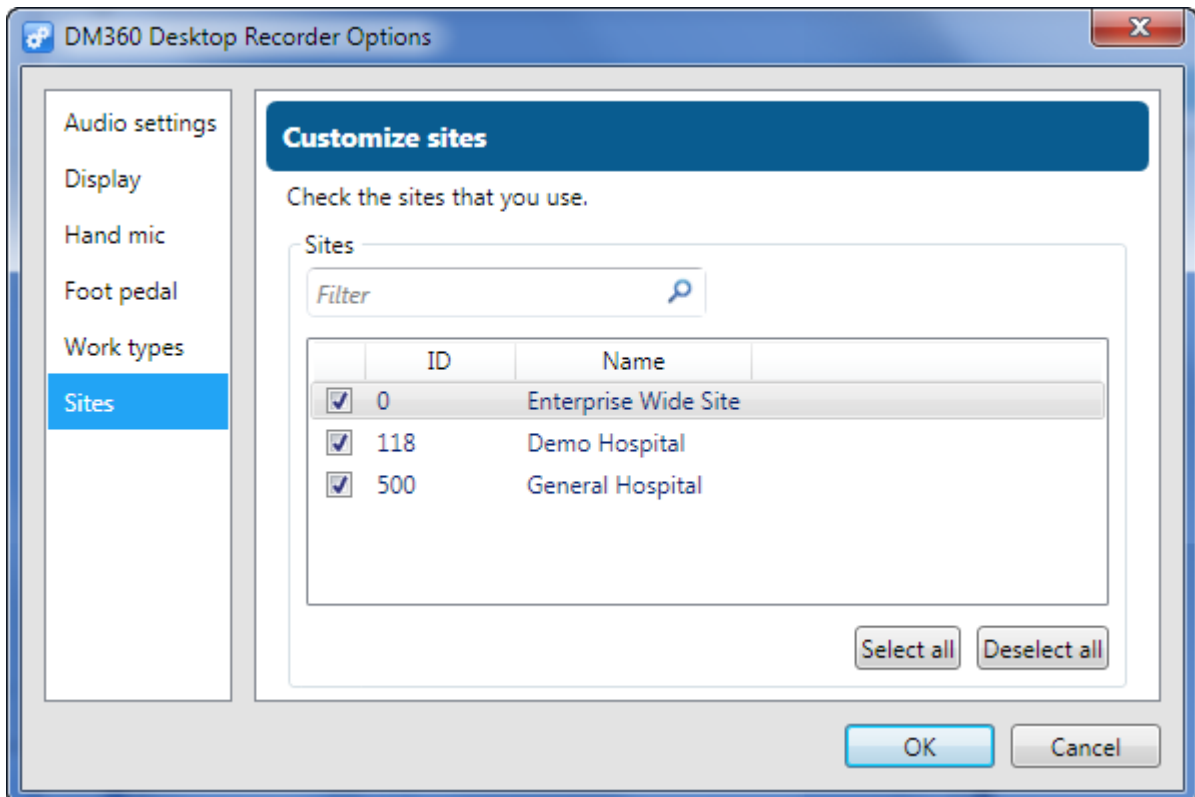 DM360 Desktop Recorder Options
Audio settings
Display
Hand mic
Foot pedal
Work types
Sites
Customize sites
Check the sites that you use.
Sites
Filter
ID Name
0 Enterprise Wide Site
118 Demo Hospital
500 General Hospital
Select all Deselect all
OK Cancel